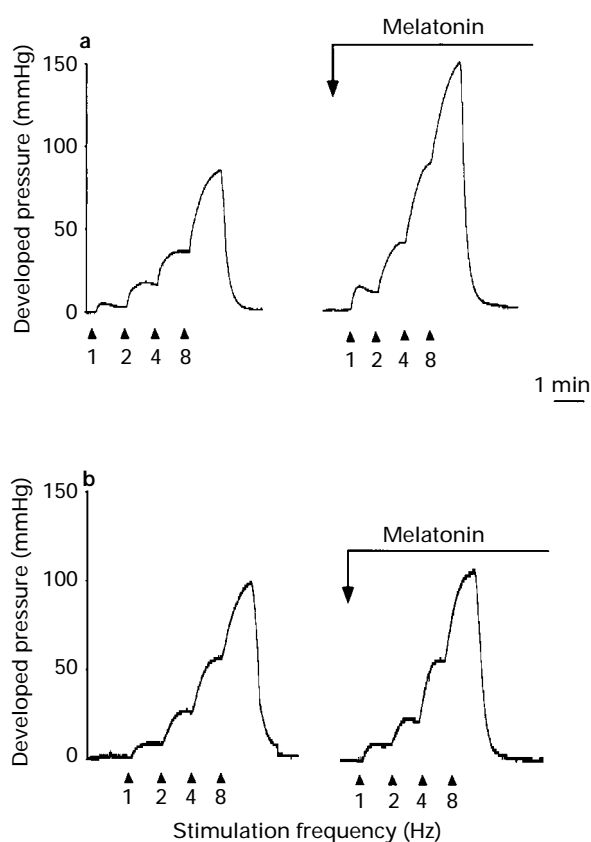 a
Melatonin
Developed pressure (mmHg)
150
100
50
0
1 2 4 8
1 2 4 8
1 min
b
Melatonin
Developed pressure (mmHg)
150
100
50
0
1 2 4 8
1 2 4 8
Stimulation frequency (Hz)